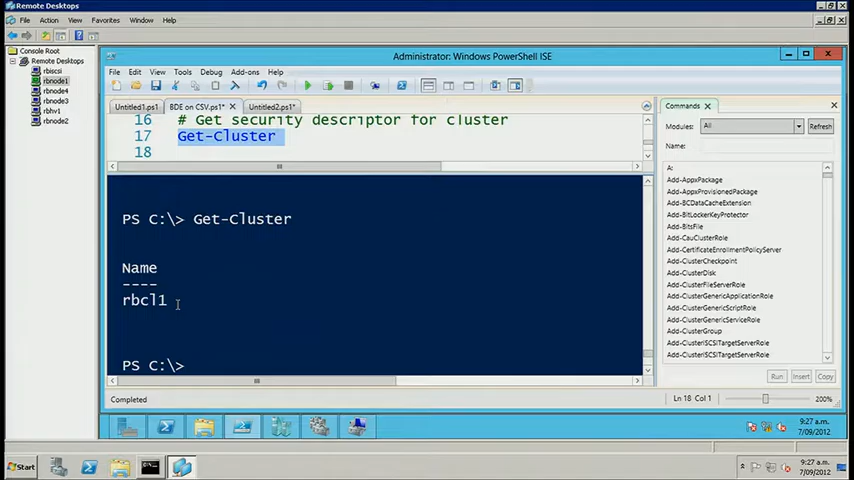 Remote Desktops
File Action View Favorites Window Help
Console Root
Remote Desktops
rbiscsi
rbnode1
rbnode4
rbnode3
rbhv1
rbnode2
Administrator: Windows PowerShell ISE
File Edit View Tools Debug Add-ons Help
Untitled1.ps1 BDE on CSV.ps1* Untitled2.ps1*
16 # Get security descriptor for cluster
17 Get-Cluster
18
PS C:\> Get-Cluster
Name
----
rbcl1
PS C:\>
Commands
Modules: All Refresh
Name:
A:
Add-AppxPackage
Add-AppxProvisionedPackage
Add-BCDataCacheExtension
Add-BitLockerKeyProtector
Add-BitsFile
Add-CauClusterRole
Add-CertificateEnrollmentPolicyServer
Add-ClusterCheckpoint
Add-ClusterDisk
Add-ClusterFileServerRole
Add-ClusterGenericApplicationRole
Add-ClusterGenericScriptRole
Add-ClusterGenericServiceRole
Add-ClusterGroup
Add-ClusteriSCSITargetServerRole
Add-ClusteriSCSITargetServerRole
Run Insert Copy
Completed
Ln 18 Col 1 200%
9:27 a.m.
7/09/2012
Start
9:27 a.m.
7/09/2012